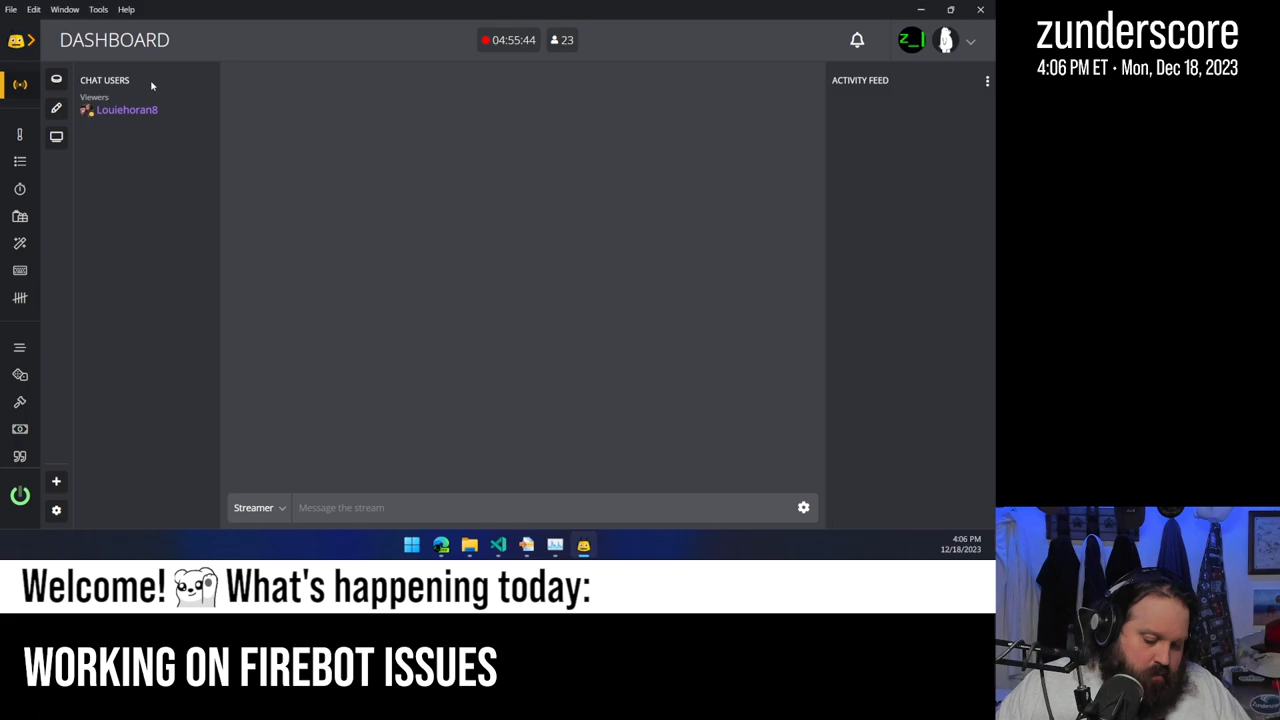 File Edit Window Tools Help
DASHBOARD
04:55:44
23
z_|
CHAT USERS
Viewers
Louiehoran8
ACTIVITY FEED
Streamer
Message the stream
4:06 PM
12/18/2023
zunderscore
4:06 PM ET · Mon, Dec 18, 2023
Welcome! What's happening today:
WORKING ON FIREBOT ISSUES